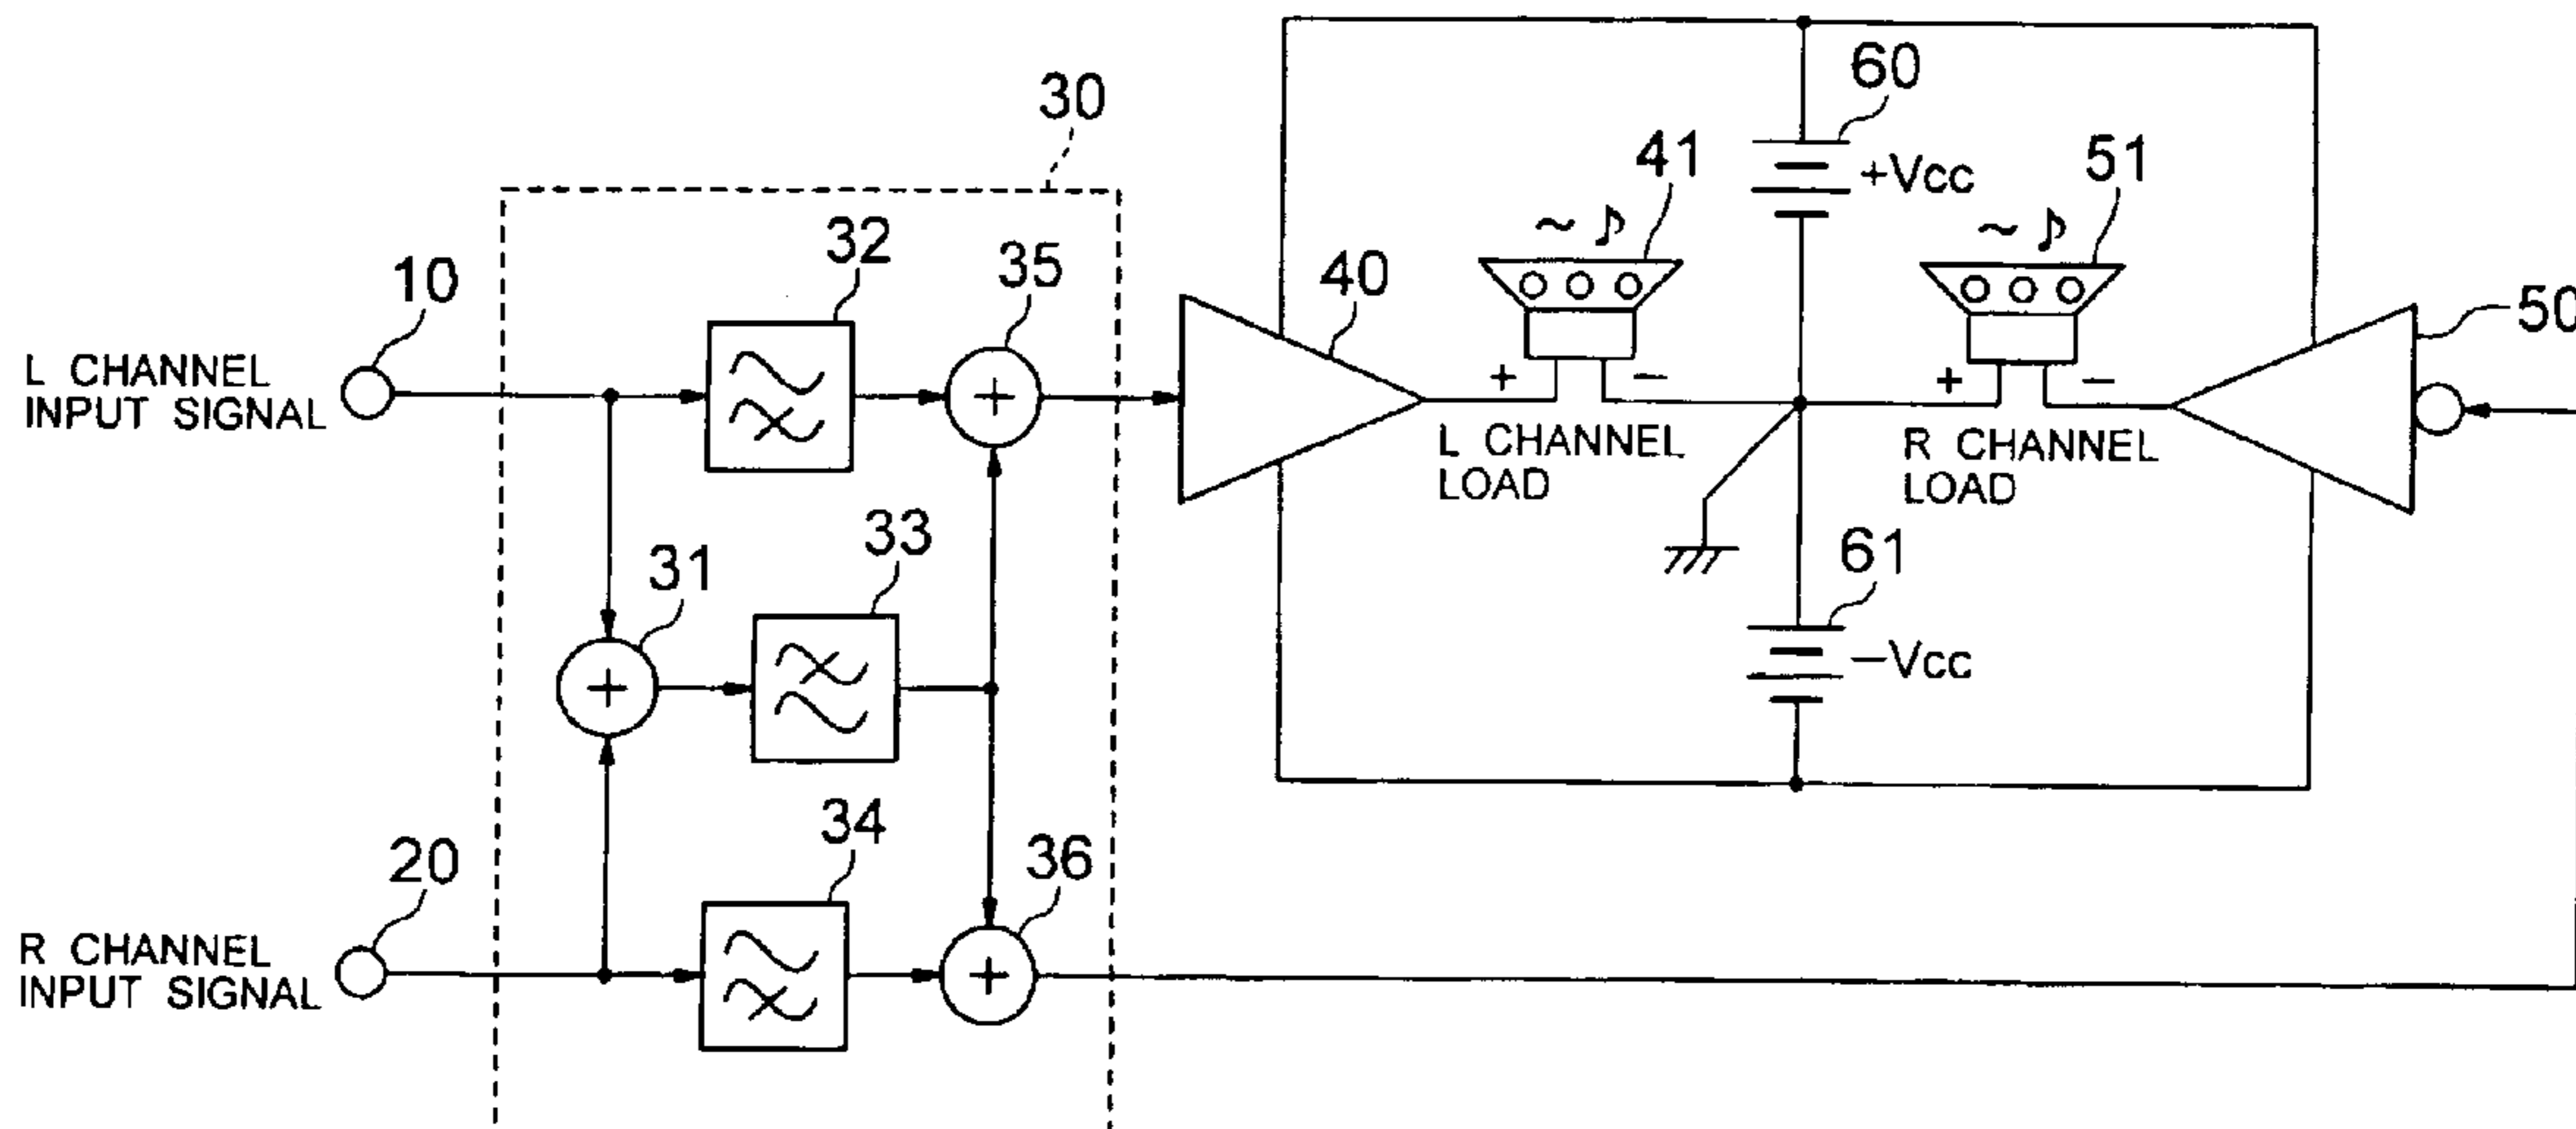 30
60
+Vcc
41
51
32
35
40
50
10
L CHANNEL
INPUT SIGNAL
+
+
−
+
−
L CHANNEL
LOAD
R CHANNEL
LOAD
31
33
61
+
−Vcc
34
36
20
R CHANNEL
INPUT SIGNAL
+